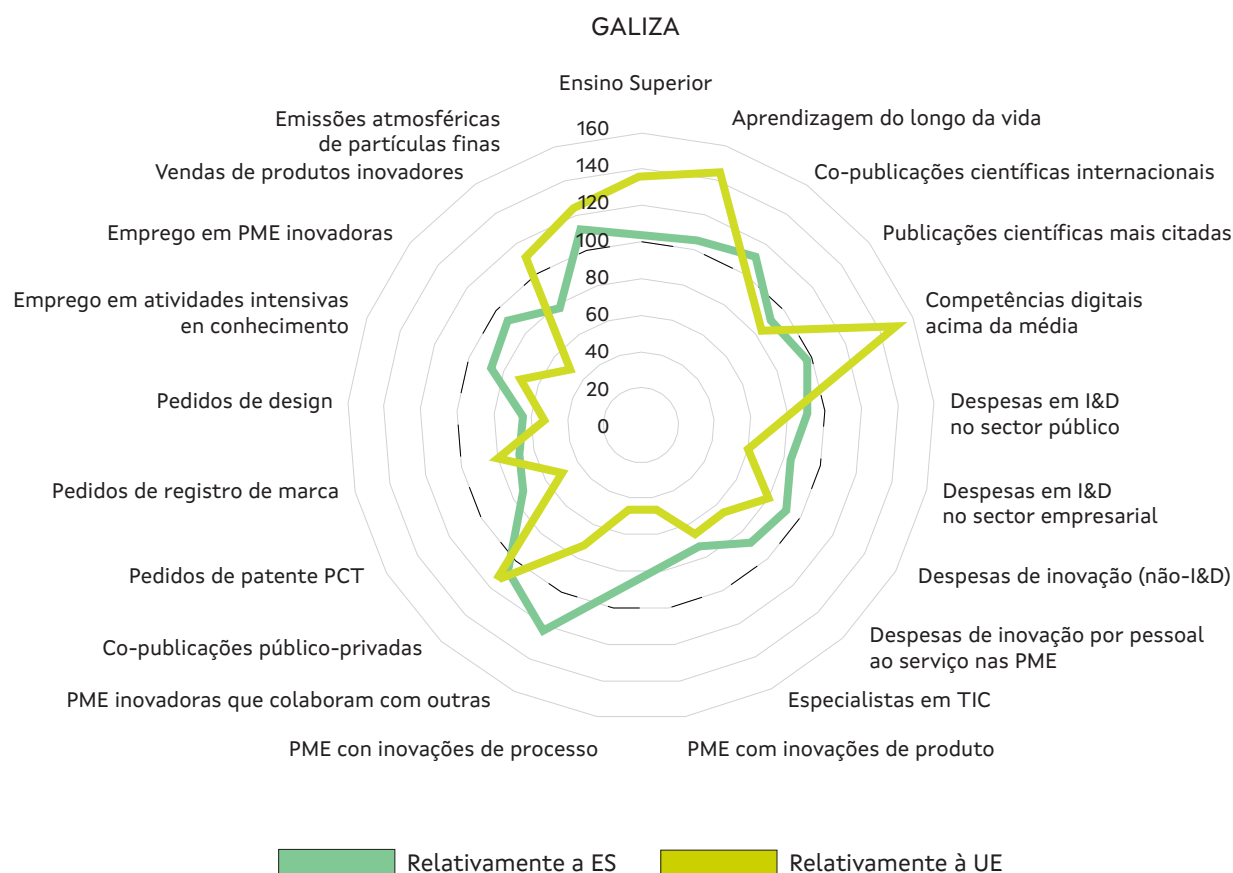 GALIZA
Ensino Superior
Aprendizagem do longo da vida
Co-publicações científicas internacionais
Publicações científicas mais citadas
Competências digitais
acima da média
Despesas em I&D
no sector público
Despesas em I&D
no sector empresarial
Despesas de inovação (não-I&D)
Despesas de inovação por pessoal
ao serviço nas PME
Especialistas em TIC
PME com inovações de produto
PME con inovações de processo
PME inovadoras que colaboram com outras
Co-publicações público-privadas
Pedidos de patente PCT
Pedidos de registro de marca
Pedidos de design
Emprego em atividades intensivas
en conhecimento
Emprego em PME inovadoras
Vendas de produtos inovadores
Emissões atmosféricas
de partículas finas
160
140
120
100
80
60
40
20
0
Relativamente a ES
Relativamente à UE